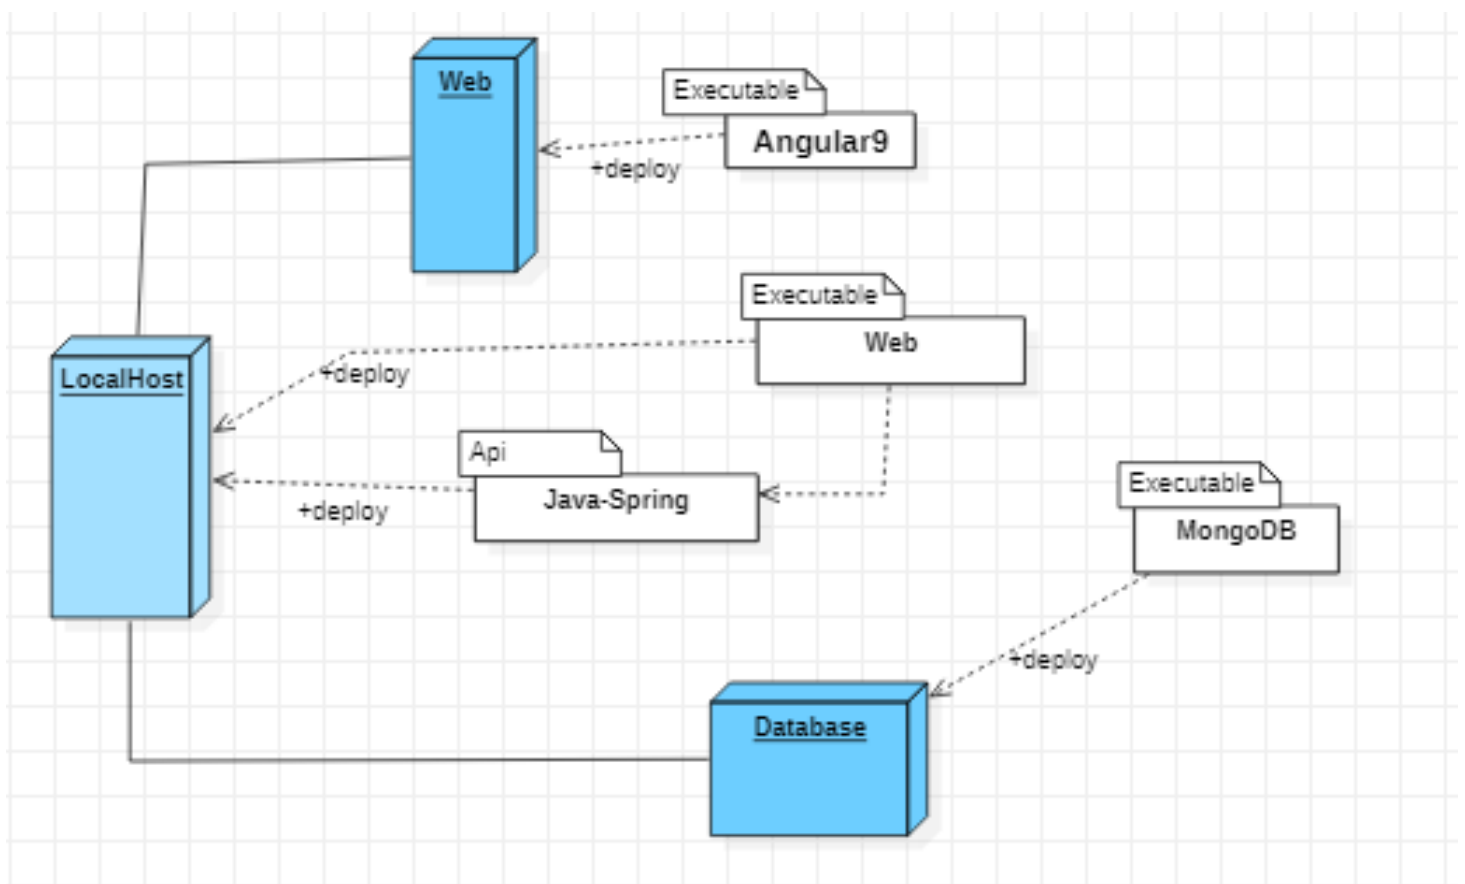 Web
Executable
Angular9
+deploy
Executable
Web
LocalHost
+deploy
Api
Java-Spring
+deploy
Executable
MongoDB
+deploy
Database